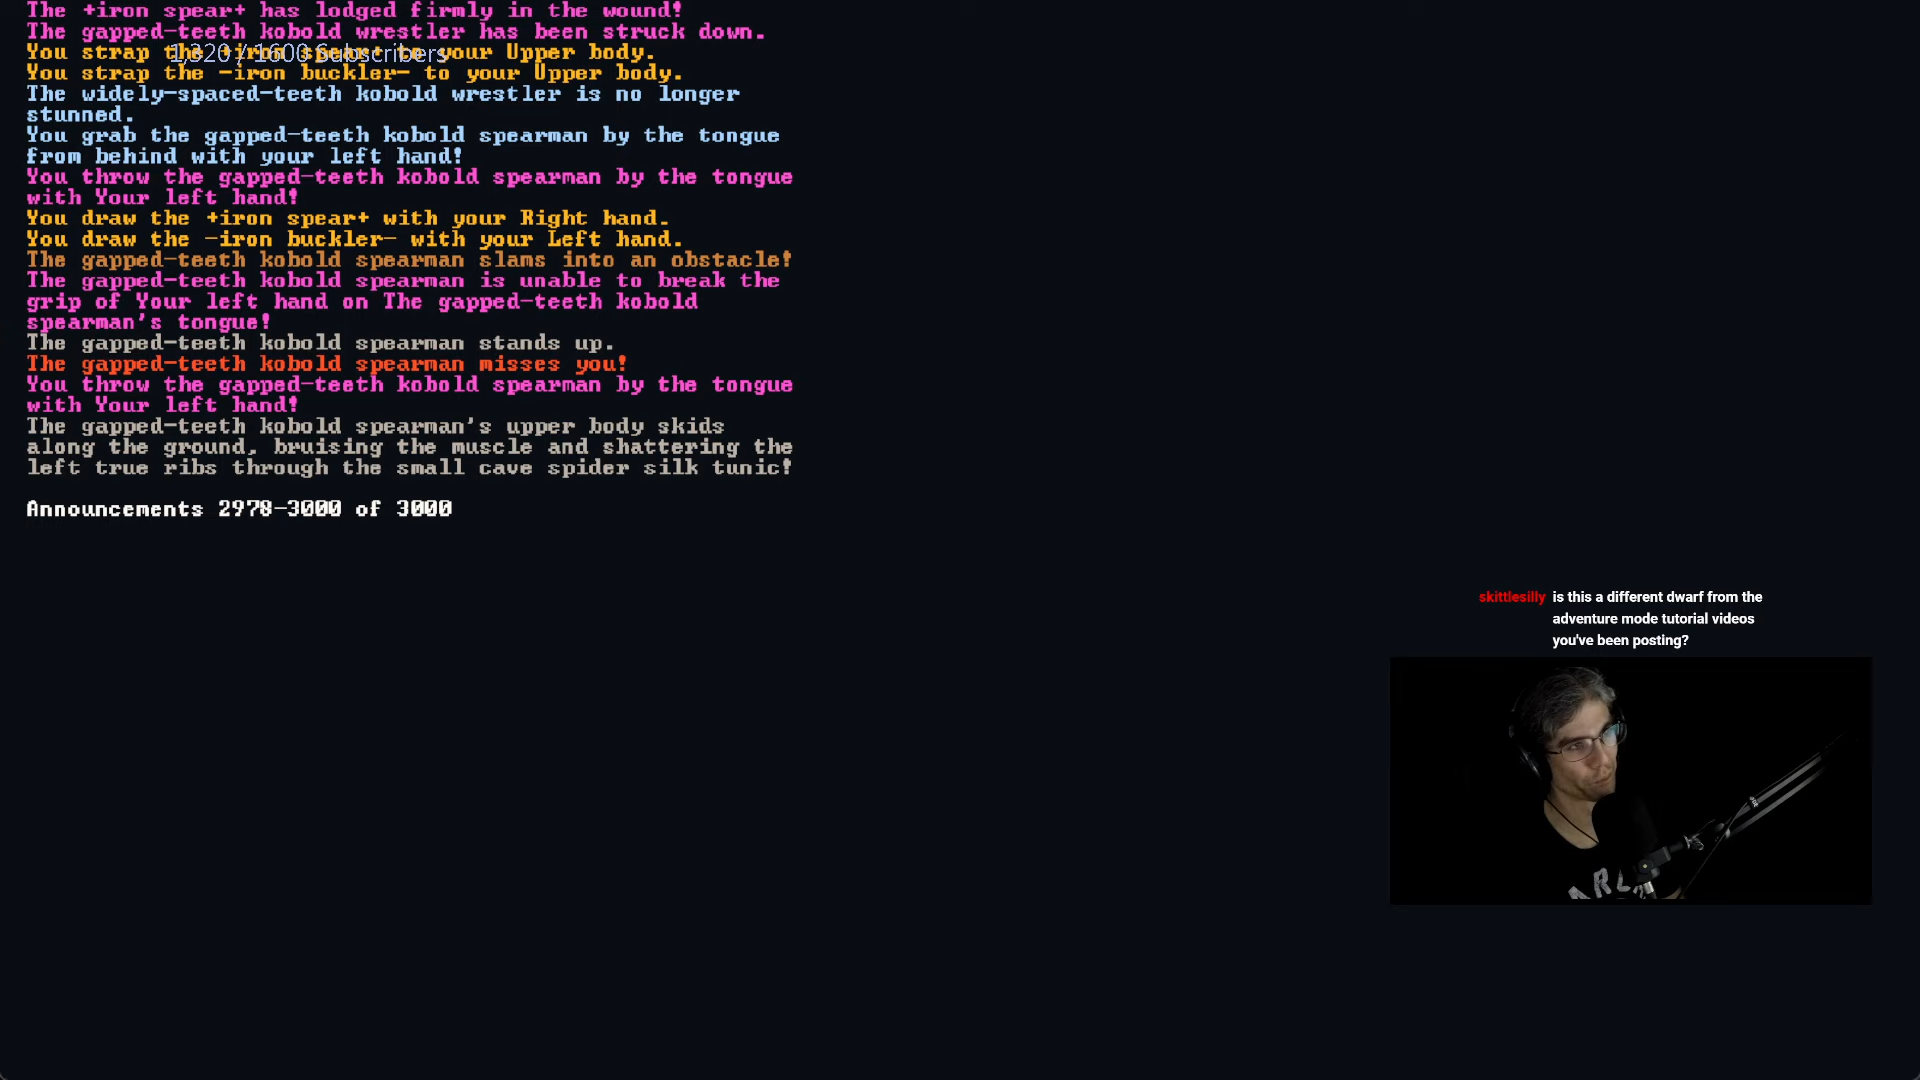 The +iron spear+ has lodged firmly in the wound!
The gapped-teeth kobold wrestler has been struck down.
You strap the +iron spear+ to your Upper body.
1,320 / 1600 Subscribers
You strap the -iron buckler- to your Upper body.
The widely-spaced-teeth kobold wrestler is no longer
stunned.
You grab the gapped-teeth kobold spearman by the tongue
from behind with your left hand!
You throw the gapped-teeth kobold spearman by the tongue
with Your left hand!
You draw the +iron spear+ with your Right hand.
You draw the -iron buckler- with your Left hand.
The gapped-teeth kobold spearman slams into an obstacle!
The gapped-teeth kobold spearman is unable to break the
grip of Your left hand on The gapped-teeth kobold
spearman's tongue!
The gapped-teeth kobold spearman stands up.
The gapped-teeth kobold spearman misses you!
You throw the gapped-teeth kobold spearman by the tongue
with Your left hand!
The gapped-teeth kobold spearman's upper body skids
along the ground, bruising the muscle and shattering the
left true ribs through the small cave spider silk tunic!
Announcements 2978-3000 of 3000
skittlesilly is this a different dwarf from the
adventure mode tutorial videos
you've been posting?